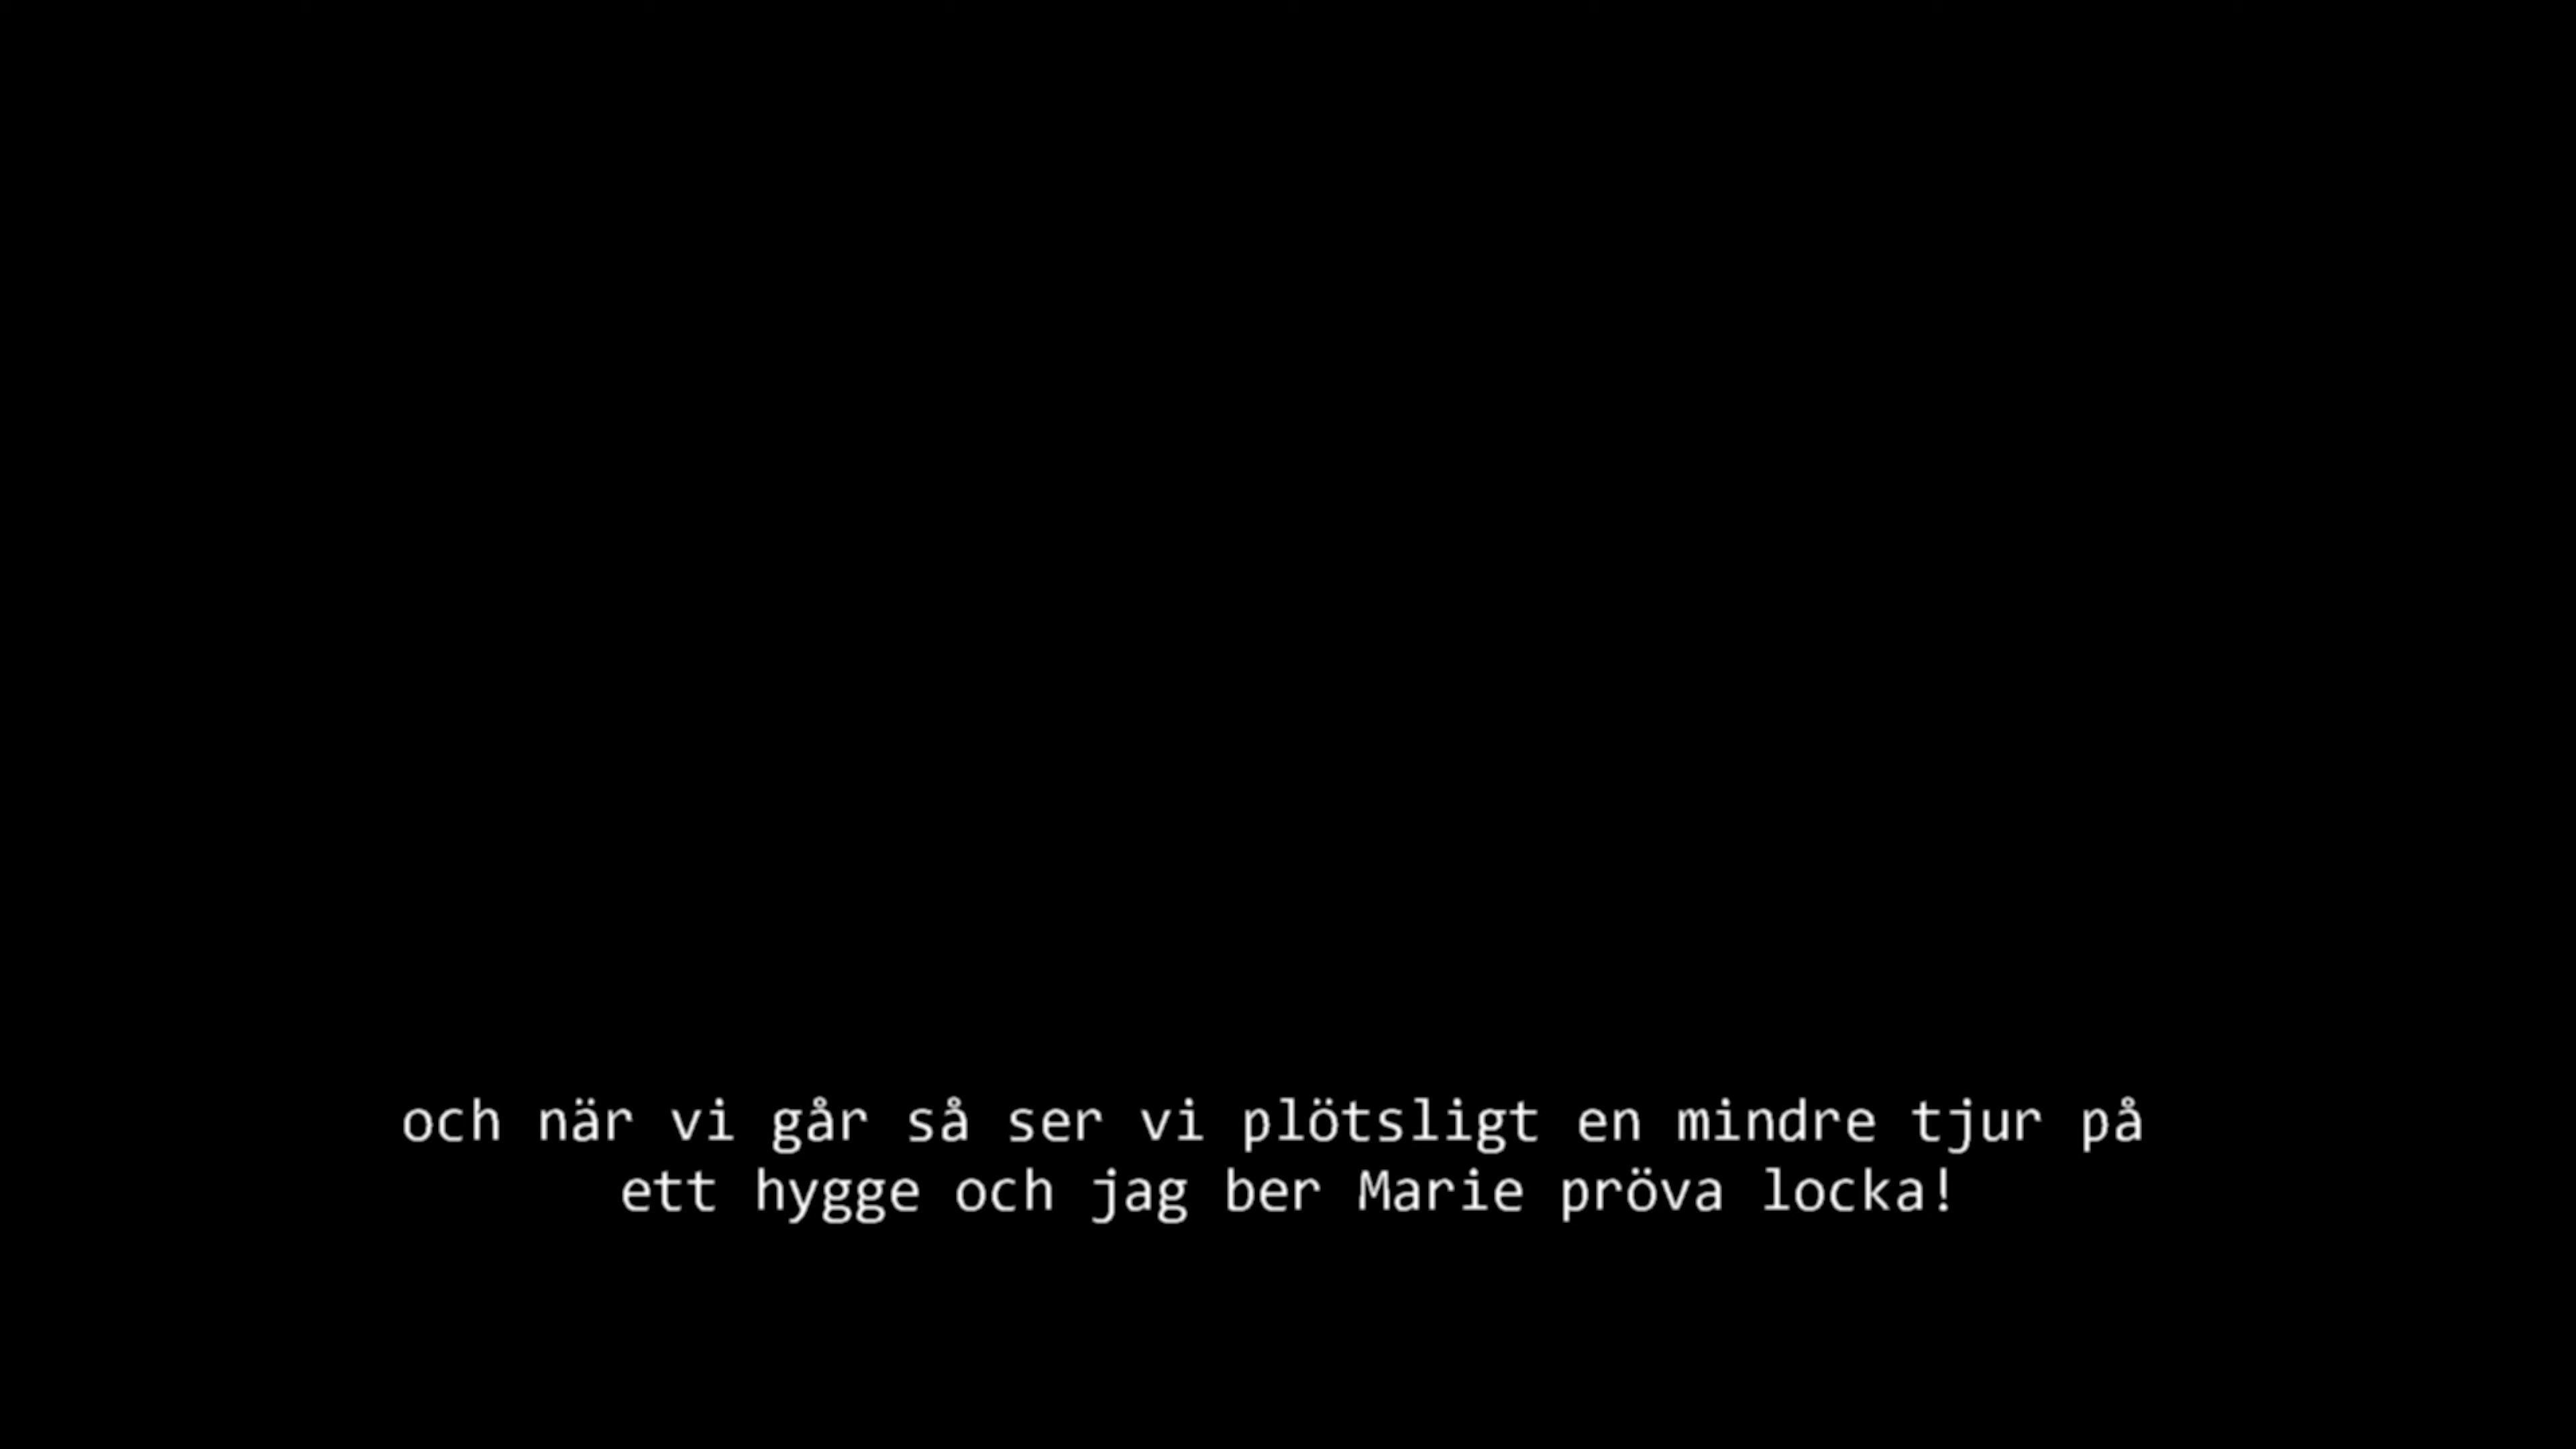 och när vi går så ser vi plötsligt en mindre tjur på
ett hygge och jag ber Marie pröva locka!